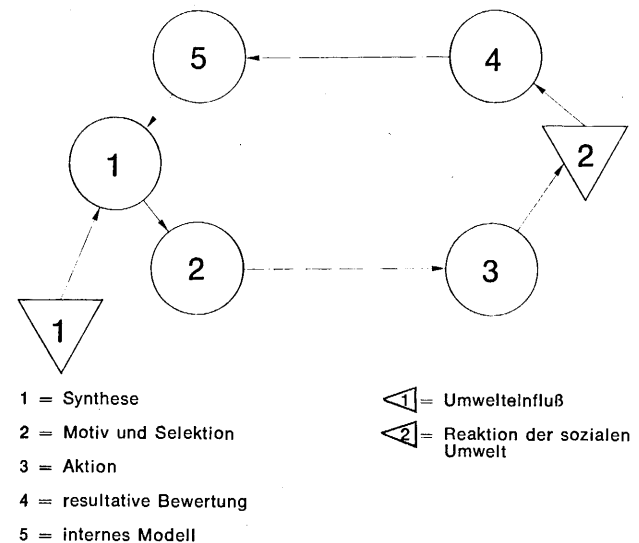 5
4
1
2
2
3
1
1 = Synthese
2 = Motiv und Selektion
3 = Aktion
4 = resultative Bewertung
5 = internes Modell
1 = Umwelteinfluß
2 = Reaktion der sozialen
Umwelt